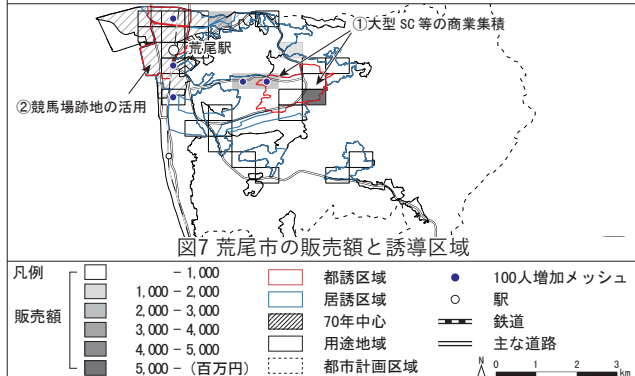 ①大型 SC 等の商業集積
荒尾駅
②競馬場跡地の活用
図7 荒尾市の販売額と誘導区域
凡例
販売額
- 1,000
1,000 - 2,000
2,000 - 3,000
3,000 - 4,000
4,000 - 5,000
5,000 - (百万円)
都誘区域
居誘区域
70年中心
用途地域
都市計画区域
100人増加メッシュ
駅
鉄道
主な道路
N
0 1 2 3
km